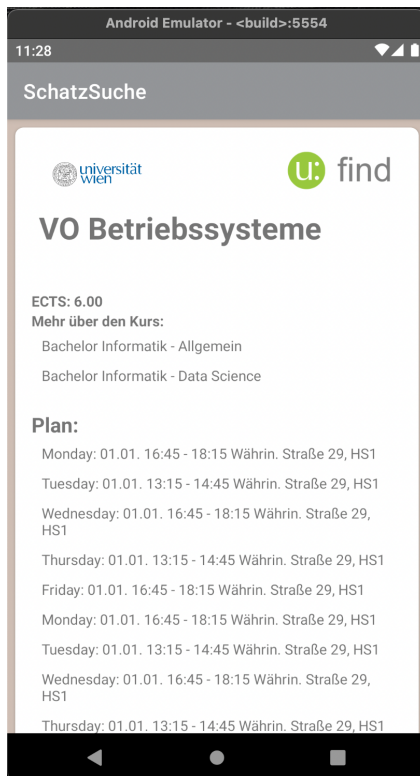 Android Emulator - <build>:5554
11:28
SchatzSuche
universität
wien
u: find
VO Betriebssysteme
ECTS: 6.00
Mehr über den Kurs:
Bachelor Informatik - Allgemein
Bachelor Informatik - Data Science
Plan:
Monday: 01.01. 16:45 - 18:15 Währin. Straße 29, HS1
Tuesday: 01.01. 13:15 - 14:45 Währin. Straße 29, HS1
Wednesday: 01.01. 16:45 - 18:15 Währin. Straße 29,
HS1
Thursday: 01.01. 13:15 - 14:45 Währin. Straße 29, HS1
Friday: 01.01. 16:45 - 18:15 Währin. Straße 29, HS1
Monday: 01.01. 16:45 - 18:15 Währin. Straße 29, HS1
Tuesday: 01.01. 13:15 - 14:45 Währin. Straße 29, HS1
Wednesday: 01.01. 16:45 - 18:15 Währin. Straße 29,
HS1
Thursday: 01.01. 13:15 - 14:45 Währin. Straße 29, HS1